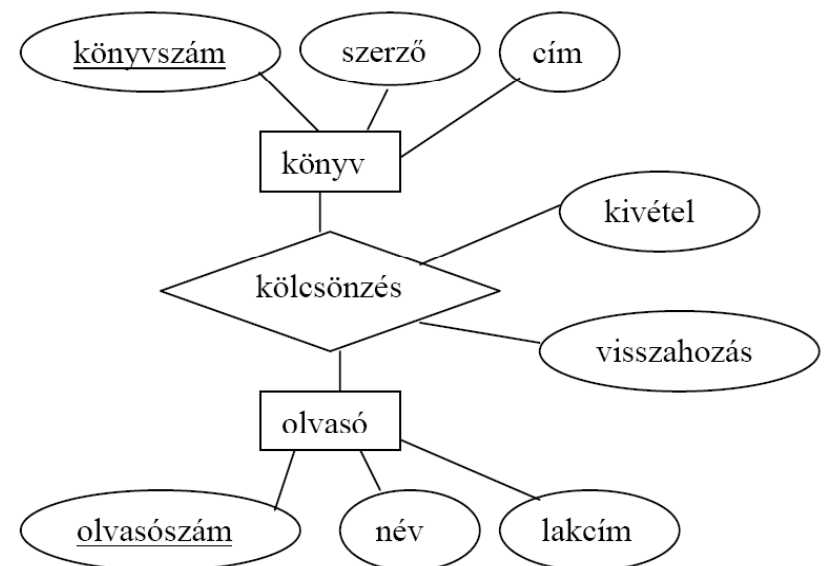 könyvszám
szerző
cím
könyv
kivétel
kölcsönzés
visszahozás
olvasó
olvasószám
név
lakcím